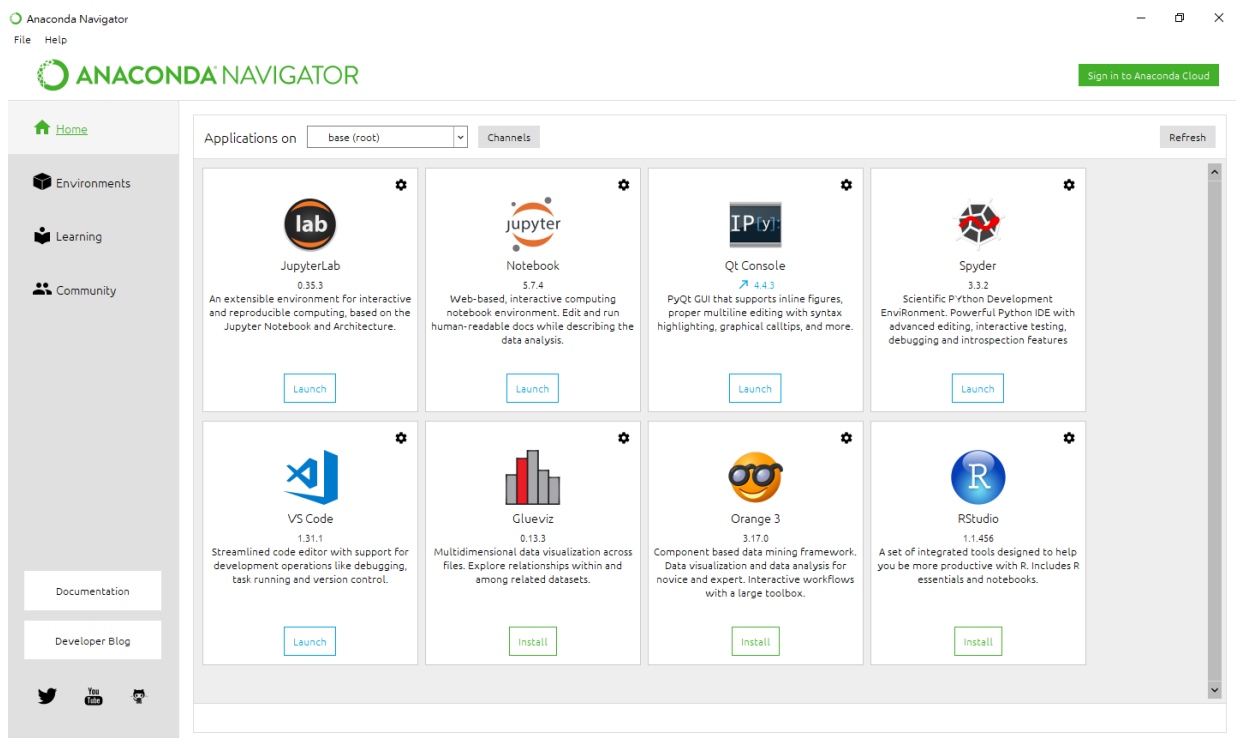 Anaconda Navigator
File Help
ANACONDA NAVIGATOR
Sign in to Anaconda Cloud
Home
Environments
Learning
Community
Documentation
Developer Blog
You
Tube
Applications on base (root) Channels Refresh
lab
JupyterLab
0.35.3
An extensible environment for interactive
and reproducible computing, based on the
Jupyter Notebook and Architecture.
Launch
jupyter
Notebook
5.7.4
Web-based, interactive computing
notebook environment. Edit and run
human-readable docs while describing the
data analysis.
Launch
IP[y]:
Qt Console
4.4.3
PyQt GUI that supports inline figures,
proper multiline editing with syntax
highlighting, graphical calltips, and more.
Launch
Spyder
3.3.2
Scientific PYthon Development
EnviRonment. Powerful Python IDE with
advanced editing, interactive testing,
debugging and introspection features
Launch
VS Code
1.31.1
Streamlined code editor with support for
development operations like debugging,
task running and version control.
Launch
Glueviz
0.13.3
Multidimensional data visualization across
files. Explore relationships within and
among related datasets.
Install
Orange 3
3.17.0
Component based data mining framework.
Data visualization and data analysis for
novice and expert. Interactive workflows
with a large toolbox.
Install
R
RStudio
1.1.456
A set of integrated tools designed to help
you be more productive with R. Includes R
essentials and notebooks.
Install